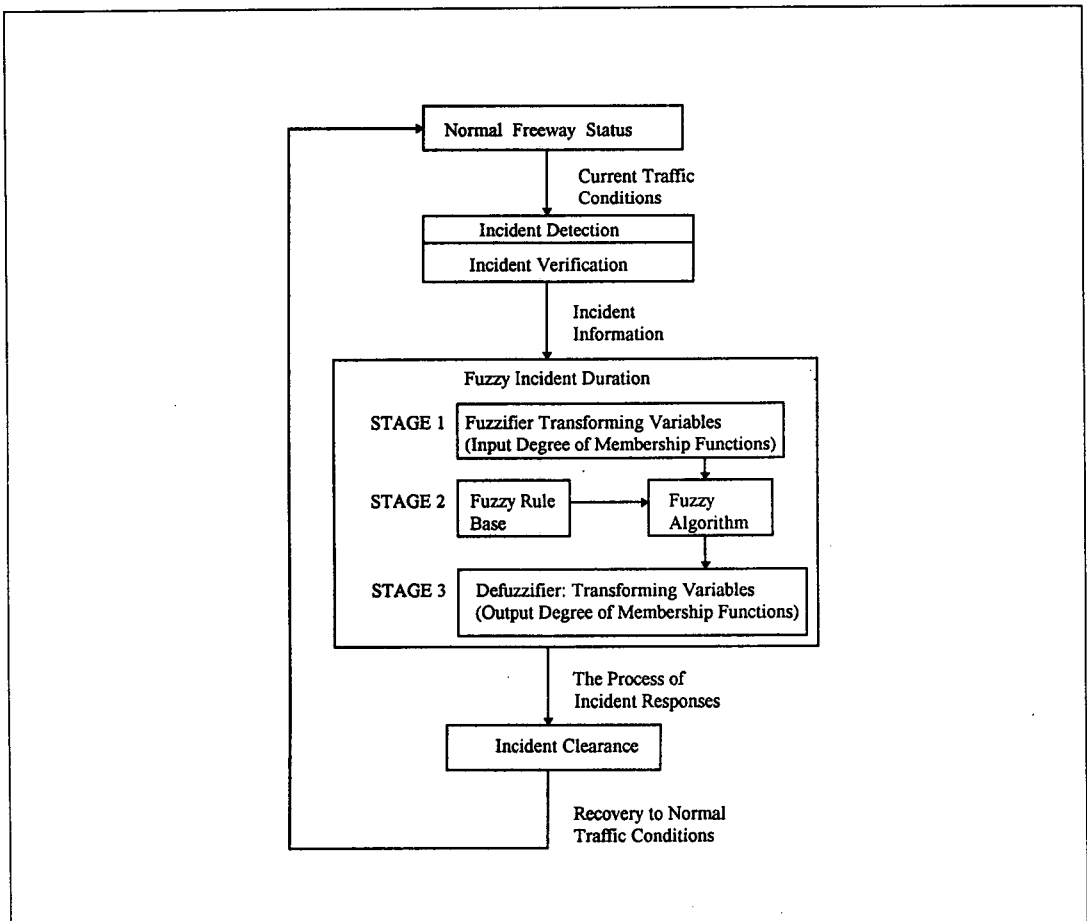 Normal Freeway Status
Current Traffic
Conditions
Incident Detection
Incident Verification
Incident
Information
Fuzzy Incident Duration
STAGE 1
Fuzzifier Transforming Variables
(Input Degree of Membership Functions)
STAGE 2
Fuzzy Rule
Base
Fuzzy
Algorithm
STAGE 3
Defuzzifier: Transforming Variables
(Output Degree of Membership Functions)
The Process of
Incident Responses
Incident Clearance
Recovery to Normal
Traffic Conditions